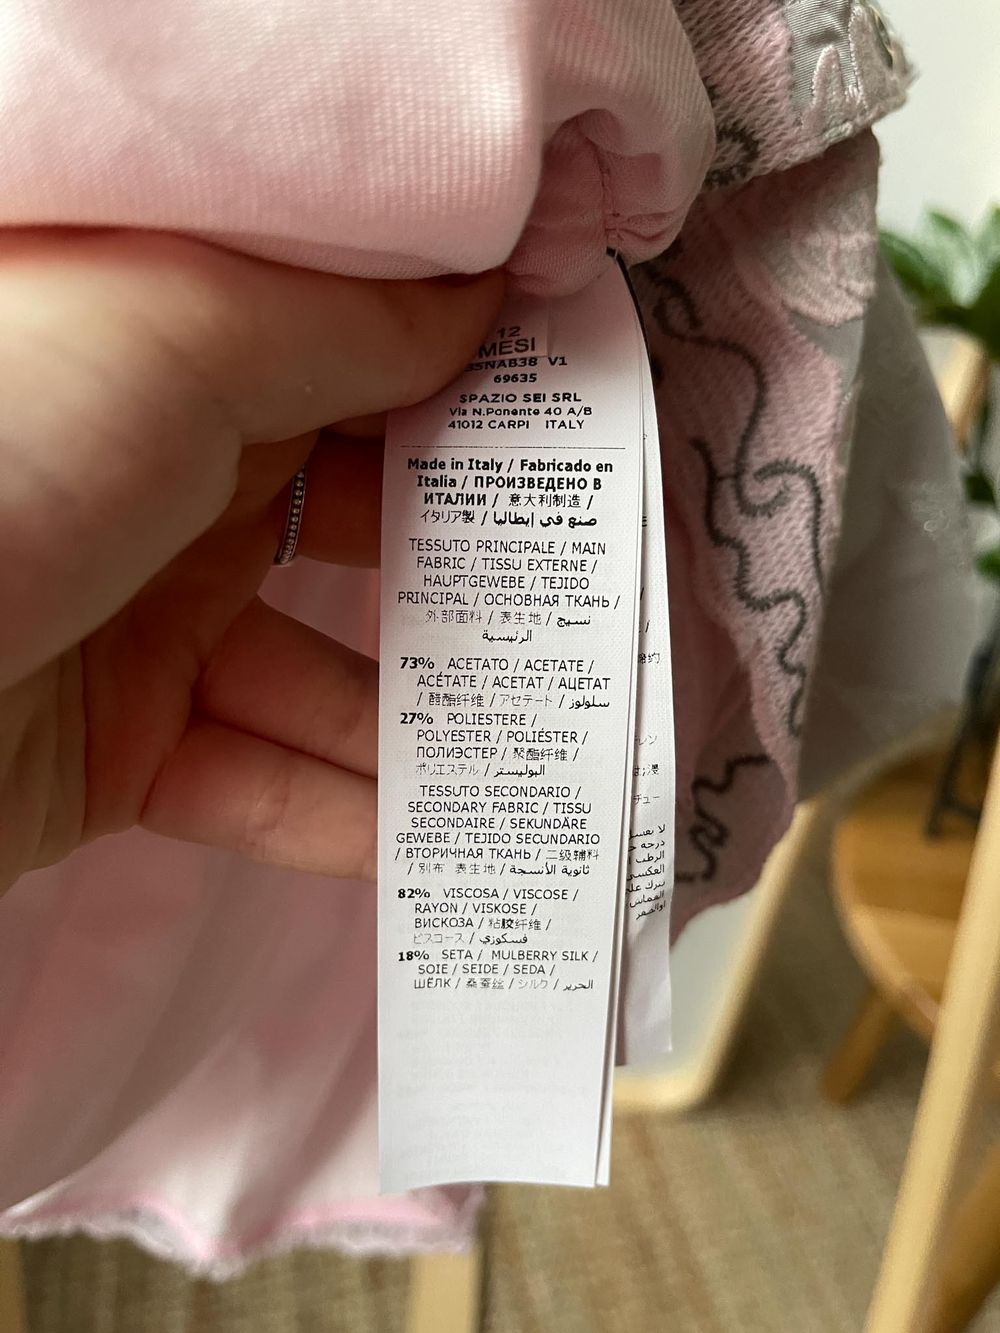 12
MESI
V1
69635
SPAZIO SEI SRL
Via N.Ponente 40 A/B
41012 CARPI ITALY
Made in Italy / Fabricado en
Italia / ПРОИЗВЕДЕНО В
ИТАЛИИ / 意大利制造 /
イタリア製 / صنع في إيطاليا
TESSUTO PRINCIPALE / MAIN
FABRIC / TISSU EXTERNE /
HAUPTGEWEBE / TEJIDO
PRINCIPAL / ОСНОВНАЯ ТКАНЬ /
外部面料 / 表生地 / نسيج
الرئيسية
73% ACETATO / ACETATE /
ACÉTATE / ACETAT / АЦЕТАТ
/ 醋酯纤维 / アセテート / سلولوز
27% POLIESTERE /
POLYESTER / POLIÉSTER /
ПОЛИЭСТЕР / 聚酯纤维 /
ポリエステル / البوليستر
TESSUTO SECONDARIO /
SECONDARY FABRIC / TISSU
SECONDAIRE / SEKUNDÄRE
GEWEBE / TEJIDO SECUNDARIO
/ ВТОРИЧНАЯ ТКАНЬ / 二级辅料
/ 別布 表生地 / ثانوية الأنسجة
82% VISCOSA / VISCOSE /
RAYON / VISKOSE /
ВИСКОЗА / 粘胶纤维 /
ビスコース / فسكوزي
18% SETA / MULBERRY SILK /
SOIE / SEIDE / SEDA /
ШЁЛК / 桑蚕丝 / シルク / الحرير